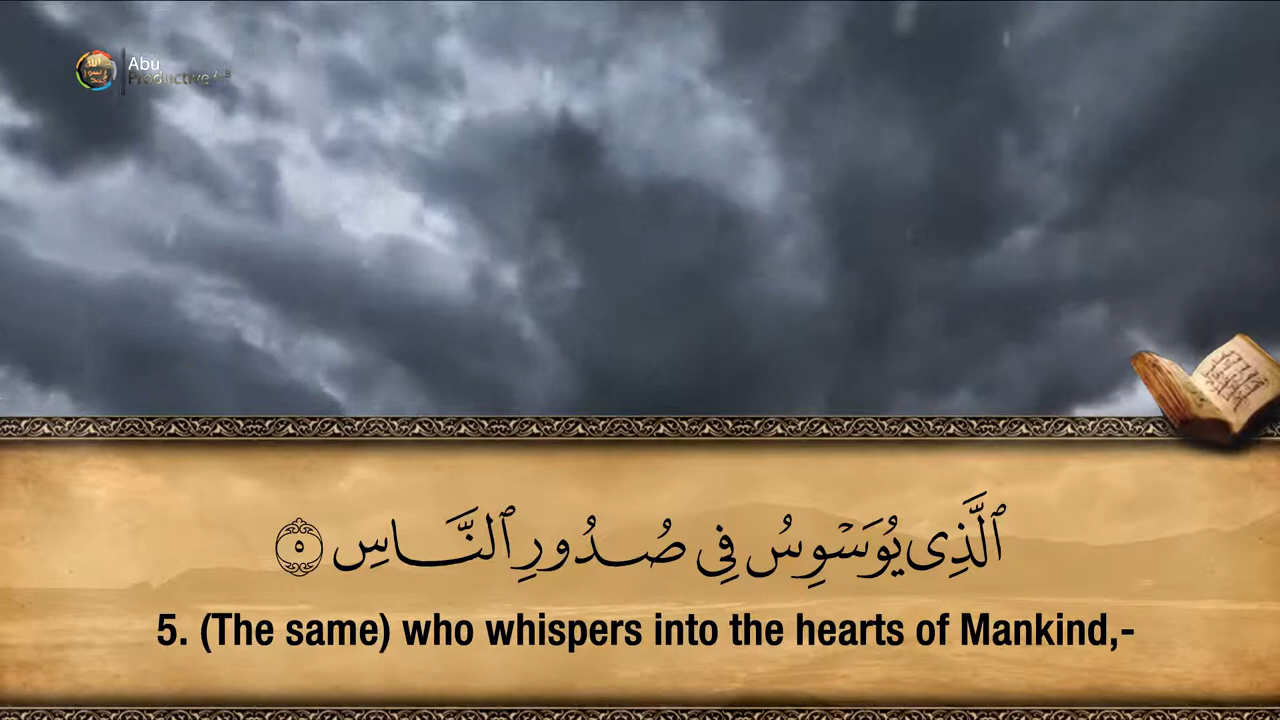 Abu
Productive
ٱلَّذِى يُوَسْوِسُ فِى صُدُورِ ٱلنَّاسِ ٥
5. (The same) who whispers into the hearts of Mankind,-